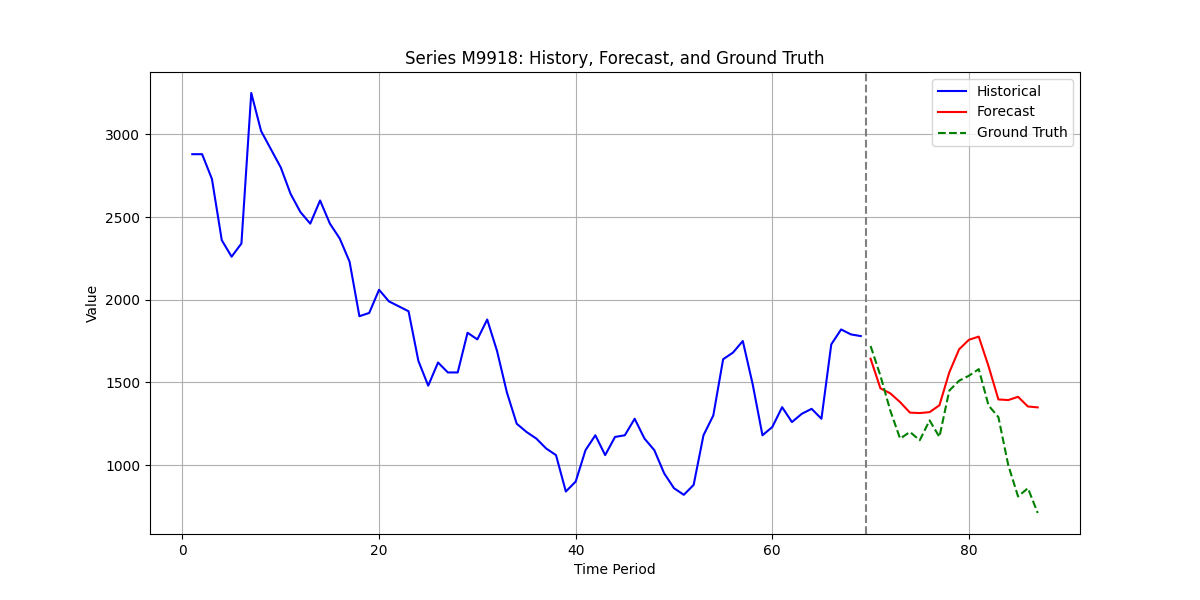 Series M9918: History, Forecast, and Ground Truth
Historical
Forecast
Ground Truth
Value
3000
2500
2000
1500
1000
0
20
40
60
80
Time Period